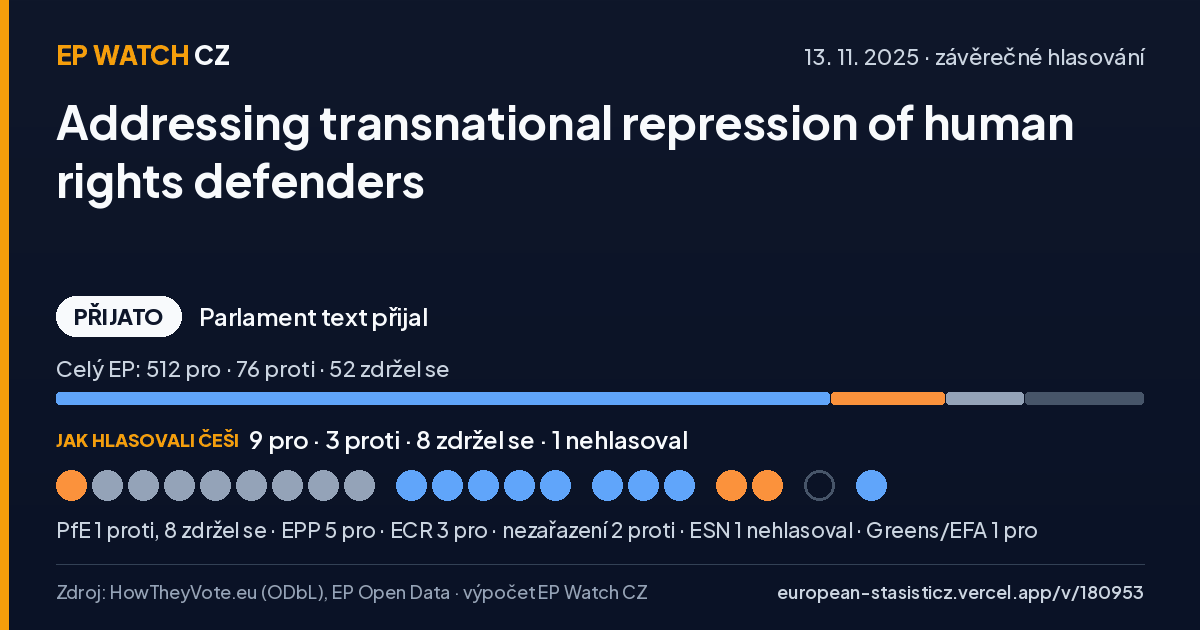 EP WATCH CZ
13. 11. 2025 · závěrečné hlasování
Addressing transnational repression of human
rights defenders
PŘIJATO Parlament text přijal
Celý EP: 512 pro · 76 proti · 52 zdržel se
JAK HLASOVALI ČEŠI 9 pro · 3 proti · 8 zdržel se · 1 nehlasoval
PfE 1 proti, 8 zdržel se · EPP 5 pro · ECR 3 pro · nezařazení 2 proti · ESN 1 nehlasoval · Greens/EFA 1 pro
Zdroj: HowTheyVote.eu (ODbL), EP Open Data · výpočet EP Watch CZ
european-stasisticz.vercel.app/v/180953